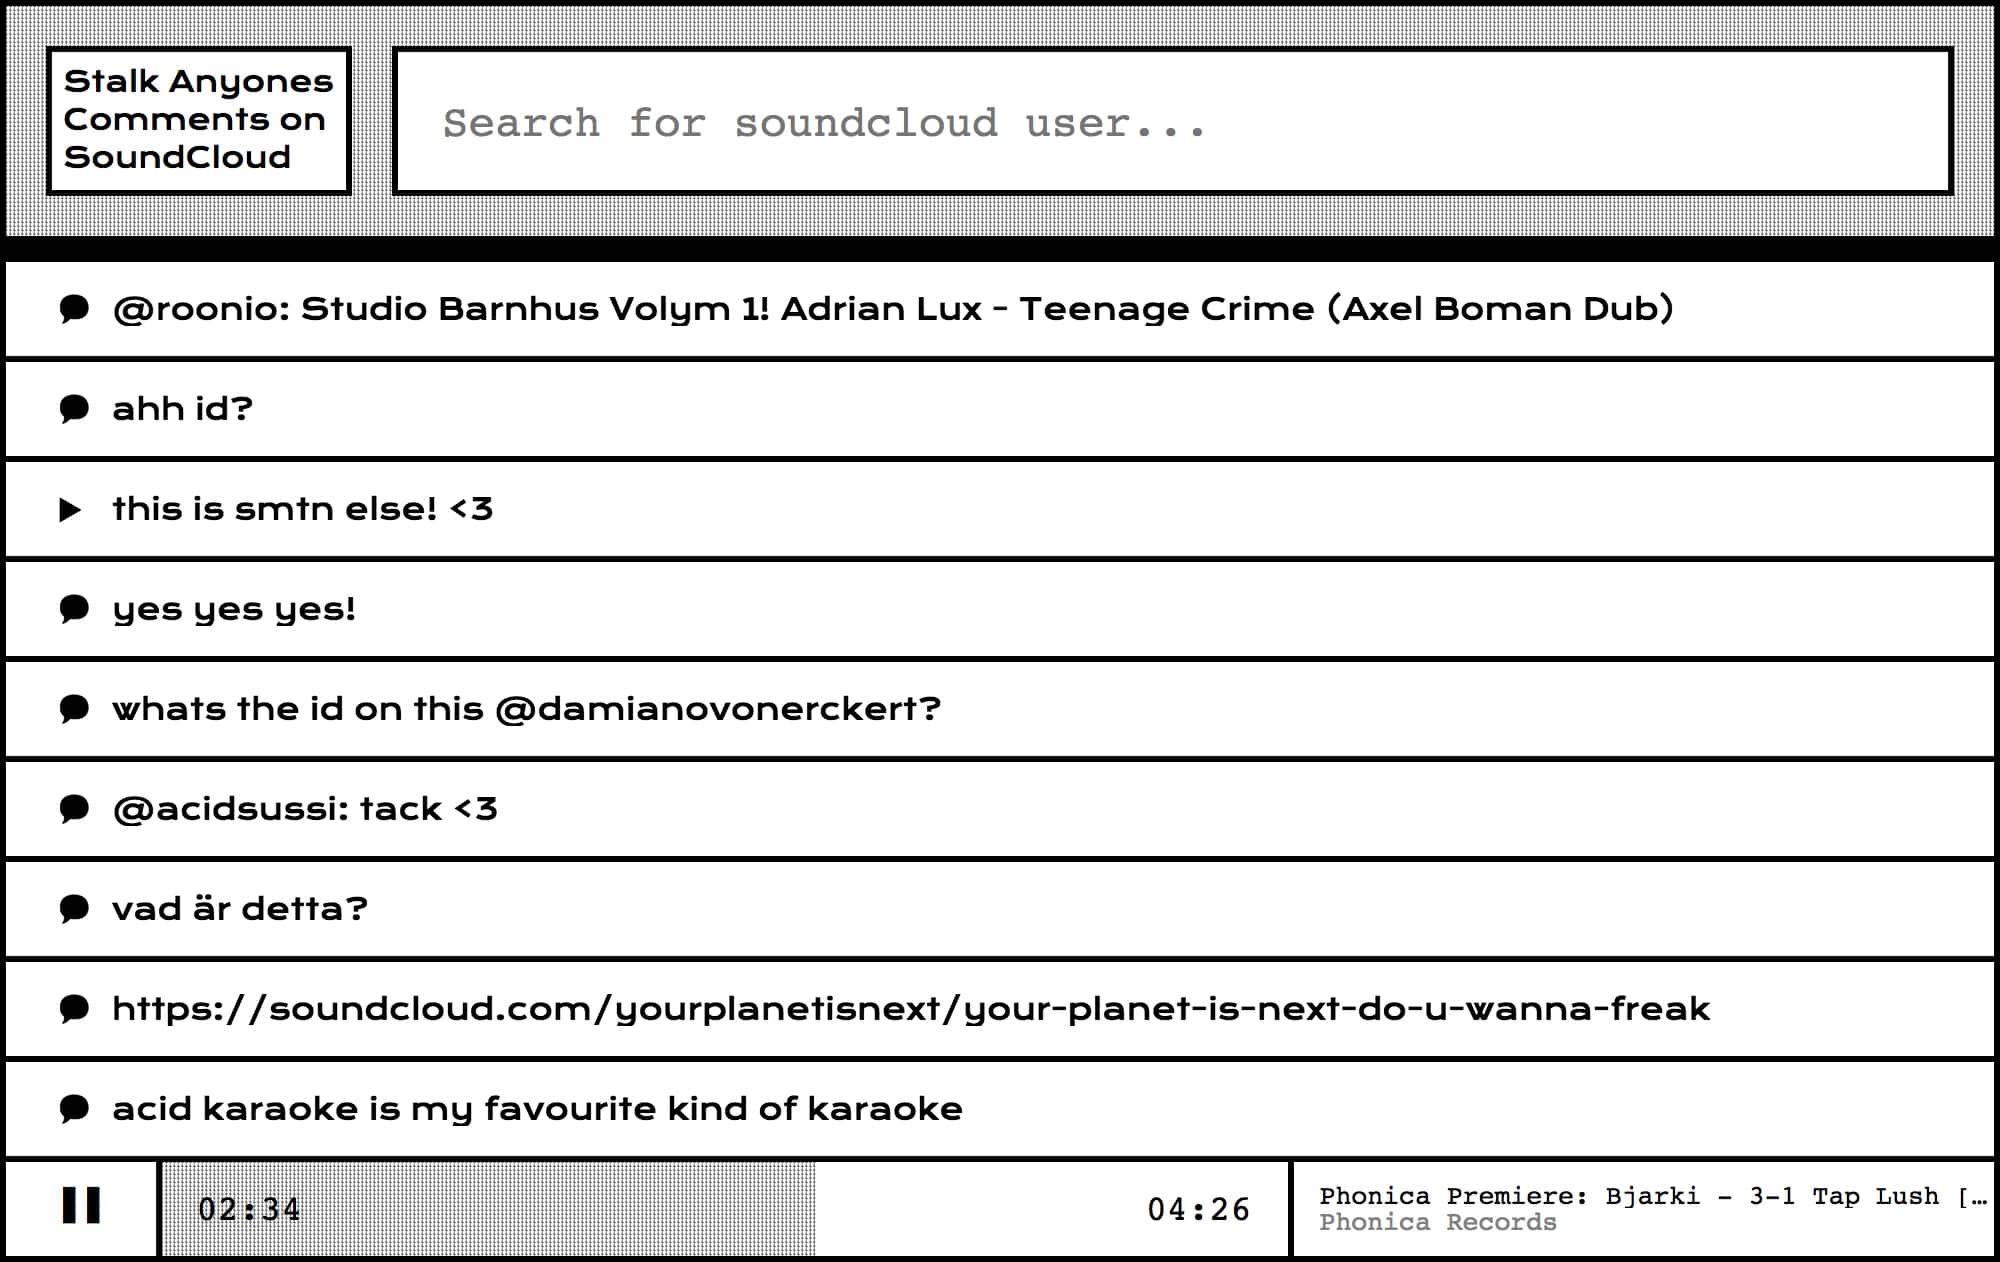 Stalk Anyones
Comments on
SoundCloud
Search for soundcloud user...
@roonio: Studio Barnhus Volym 1! Adrian Lux - Teenage Crime (Axel Boman Dub)
ahh id?
this is smtn else! <3
yes yes yes!
whats the id on this @damianovonerckert?
@acidsussi: tack <3
vad är detta?
https://soundcloud.com/yourplanetisnext/your-planet-is-next-do-u-wanna-freak
acid karaoke is my favourite kind of karaoke
02:34
04:26
Phonica Premiere: Bjarki - 3-1 Tap Lush […
Phonica Records